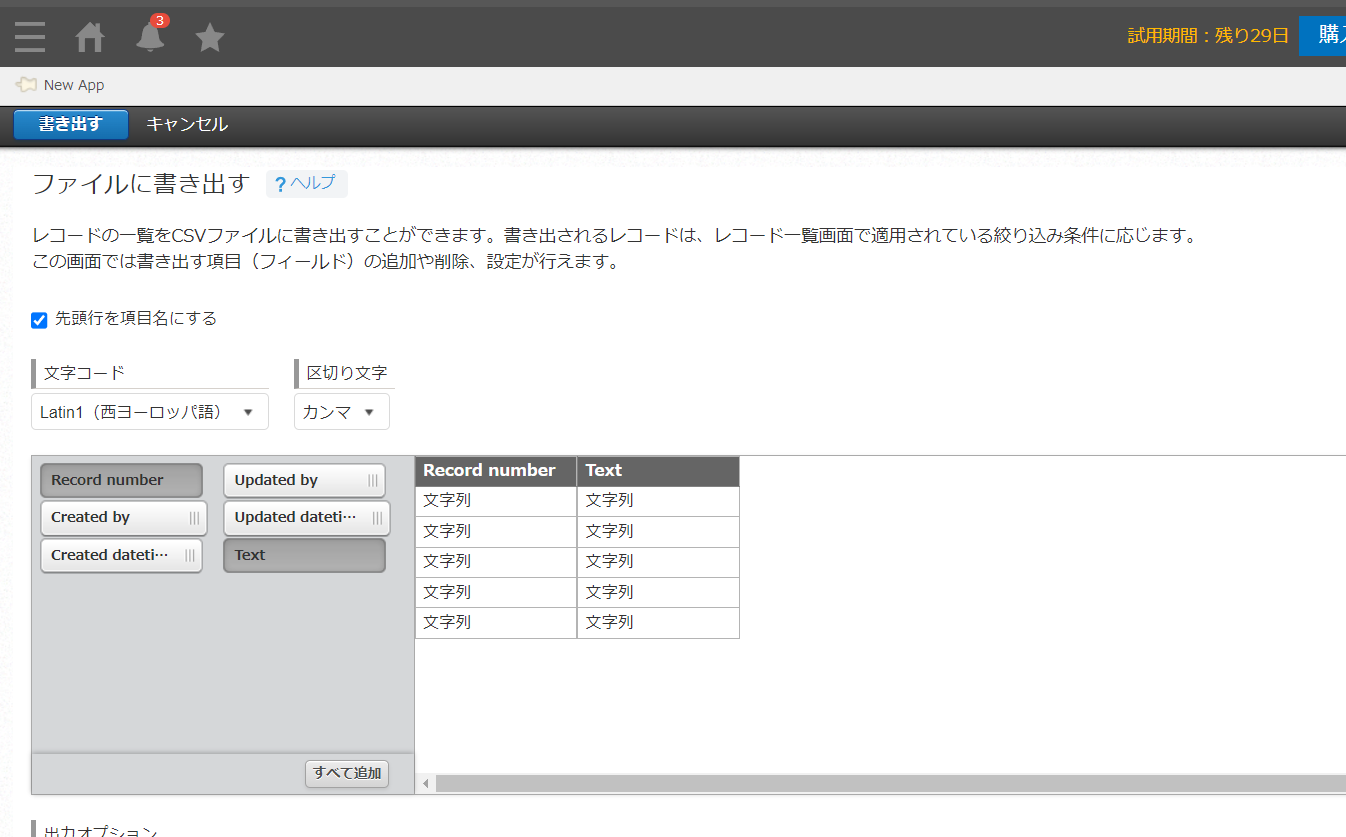 3
試用期間：残り29日
New App
書き出す キャンセル
ファイルに書き出す ?ヘルプ
レコードの一覧をCSVファイルに書き出すことができます。書き出されるレコードは、レコード一覧画面で適用されている絞り込み条件に応じます。
この画面では書き出す項目（フィールド）の追加や削除、設定が行えます。
先頭行を項目名にする
文字コード 区切り文字
Latin1（西ヨーロッパ語） カンマ
Record number Updated by
Created by Updated dateti…
Created dateti… Text
すべて追加
Record number Text
文字列 文字列
文字列 文字列
文字列 文字列
文字列 文字列
文字列 文字列
出力オプション